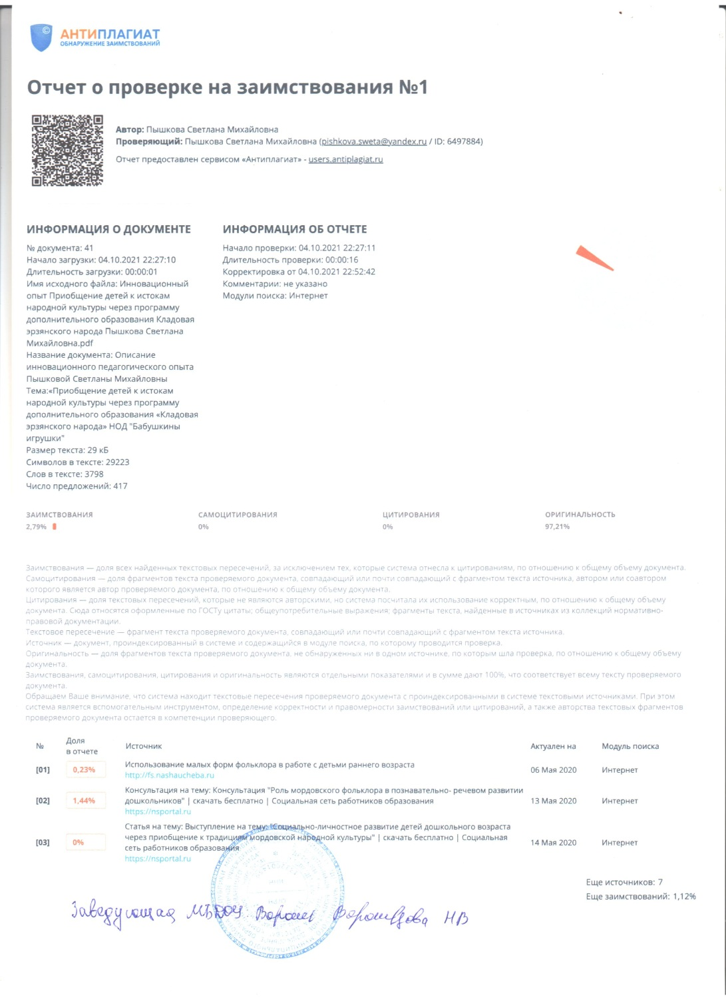 АНТИПЛАГИАТ
ОБНАРУЖЕНИЕ ЗАИМСТВОВАНИЙ
Отчет о проверке на заимствования №1
Автор: Пышкова Светлана Михайловна
Проверяющий: Пышкова Светлана Михайловна (pishkova.sweta@yandex.ru / ID: 6497884)
Отчет предоставлен сервисом «Антиплагиат» - users.antiplagiat.ru
ИНФОРМАЦИЯ О ДОКУМЕНТЕ
№ документа: 41
Начало загрузки: 04.10.2021 22:27:10
Длительность загрузки: 00:00:01
Имя исходного файла: Инновационный
опыт Приобщение детей к истокам
народной культуры через программу
дополнительного образования Кладовая
эрзянского народа Пышкова Светлана
Михайловна.pdf
Название документа: Описание
инновационного педагогического опыта
Пышковой Светланы Михайловны
Тема:«Приобщение детей к истокам
народной культуры через программу
дополнительного образования «Кладовая
эрзянского народа» НОД "Бабушкины
игрушки"
Размер текста: 29 кБ
Символов в тексте: 29223
Слов в тексте: 3798
Число предложений: 417
ИНФОРМАЦИЯ ОБ ОТЧЕТЕ
Начало проверки: 04.10.2021 22:27:11
Длительность проверки: 00:00:16
Корректировка от 04.10.2021 22:52:42
Комментарии: не указано
Модули поиска: Интернет
ЗАИМСТВОВАНИЯ
2,79%
САМОЦИТИРОВАНИЯ
0%
ЦИТИРОВАНИЯ
0%
ОРИГИНАЛЬНОСТЬ
97,21%
Заимствования — доля всех найденных текстовых пересечений, за исключением тех, которые система отнесла к цитированиям, по отношению к общему объему документа.
Самоцитирования — доля фрагментов текста проверяемого документа, совпадающий или почти совпадающий с фрагментом текста источника, автором или соавтором
которого является автор проверяемого документа, по отношению к общему объему документа.
Цитирования — доля текстовых пересечений, которые не являются авторскими, но система посчитала их использование корректным, по отношению к общему объему
документа. Сюда относятся оформленные по ГОСТу цитаты; общеупотребительные выражения; фрагменты текста, найденные в источниках из коллекций нормативно-
правовой документации.
Текстовое пересечение — фрагмент текста проверяемого документа, совпадающий или почти совпадающий с фрагментом текста источника.
Источник — документ, проиндексированный в системе и содержащийся в модуле поиска, по которому проводится проверка.
Оригинальность — доля фрагментов текста проверяемого документа, не обнаруженных ни в одном источнике, по которым шла проверка, по отношению к общему объему
документа.
Заимствования, самоцитирования, цитирования и оригинальность являются отдельными показателями и в сумме дают 100%, что соответствует всему тексту проверяемого
документа.
Обращаем Ваше внимание, что система находит текстовые пересечения проверяемого документа с проиндексированными в системе текстовыми источниками. При этом
система является вспомогательным инструментом, определение корректности и правомерности заимствований или цитирований, а также авторства текстовых фрагментов
проверяемого документа остается в компетенции проверяющего.
№ Доля в отчете Источник Актуален на Модуль поиска
[01] 0,23% Использование малых форм фольклора в работе с детьми раннего возраста 06 Мая 2020 Интернет
http://fs.nashaucheba.ru
Консультация на тему: Консультация "Роль мордовского фольклора в познавательно- речевом развитии
[02] 1,44% дошкольников" | скачать бесплатно | Социальная сеть работников образования 13 Мая 2020 Интернет
https://nsportal.ru
Статья на тему: Выступление на тему: "Социально-личностное развитие детей дошкольного возраста
[03] 0% через приобщение к традициям мордовской народной культуры" | скачать бесплатно | Социальная 14 Мая 2020 Интернет
сеть работников образования
https://nsportal.ru
Еще источников: 7
Еще заимствований: 1,12%
Заведующая МБДОУ